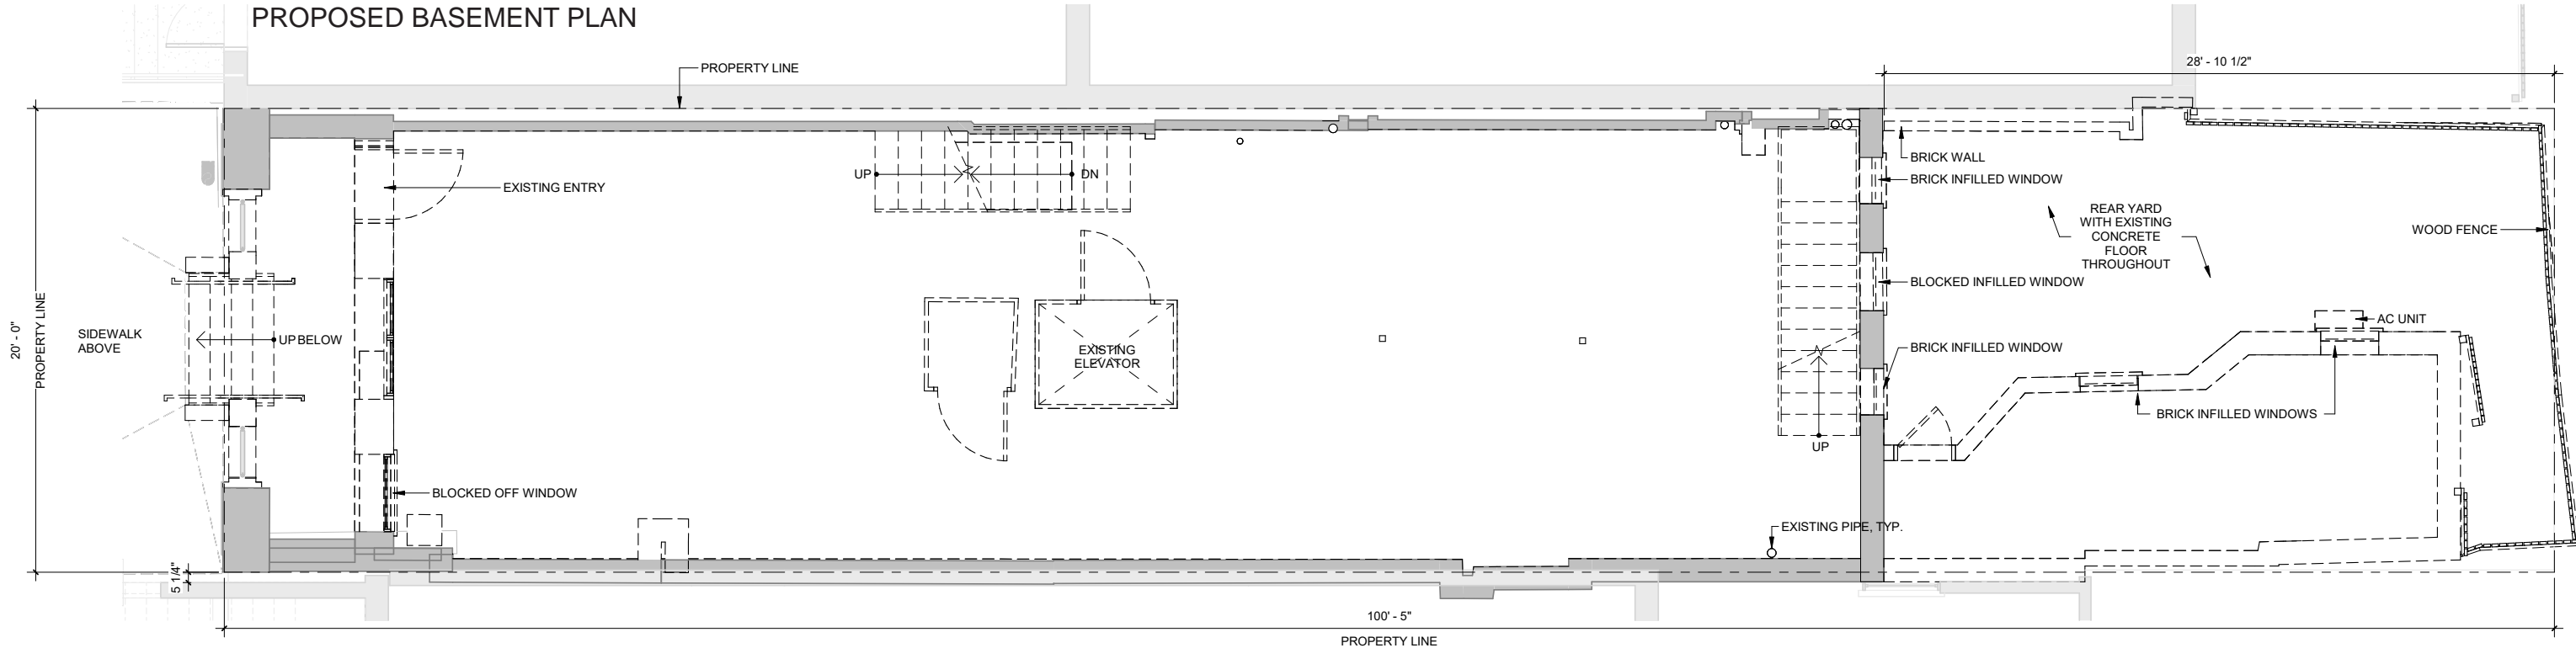 PROPOSED BASEMENT PLAN
PROPERTY LINE
28' - 10 1/2"
EXISTING ENTRY
UP
DN
BRICK WALL
BRICK INFILLED WINDOW
REAR YARD
WITH EXISTING
CONCRETE
FLOOR
THROUGHOUT
WOOD FENCE
BLOCKED INFILLED WINDOW
20' - 0"
PROPERTY LINE
SIDEWALK
ABOVE
UP BELOW
EXISTING
ELEVATOR
BRICK INFILLED WINDOW
AC UNIT
BRICK INFILLED WINDOWS
UP
BLOCKED OFF WINDOW
EXISTING PIPE, TYP.
5 1/4"
100' - 5"
PROPERTY LINE